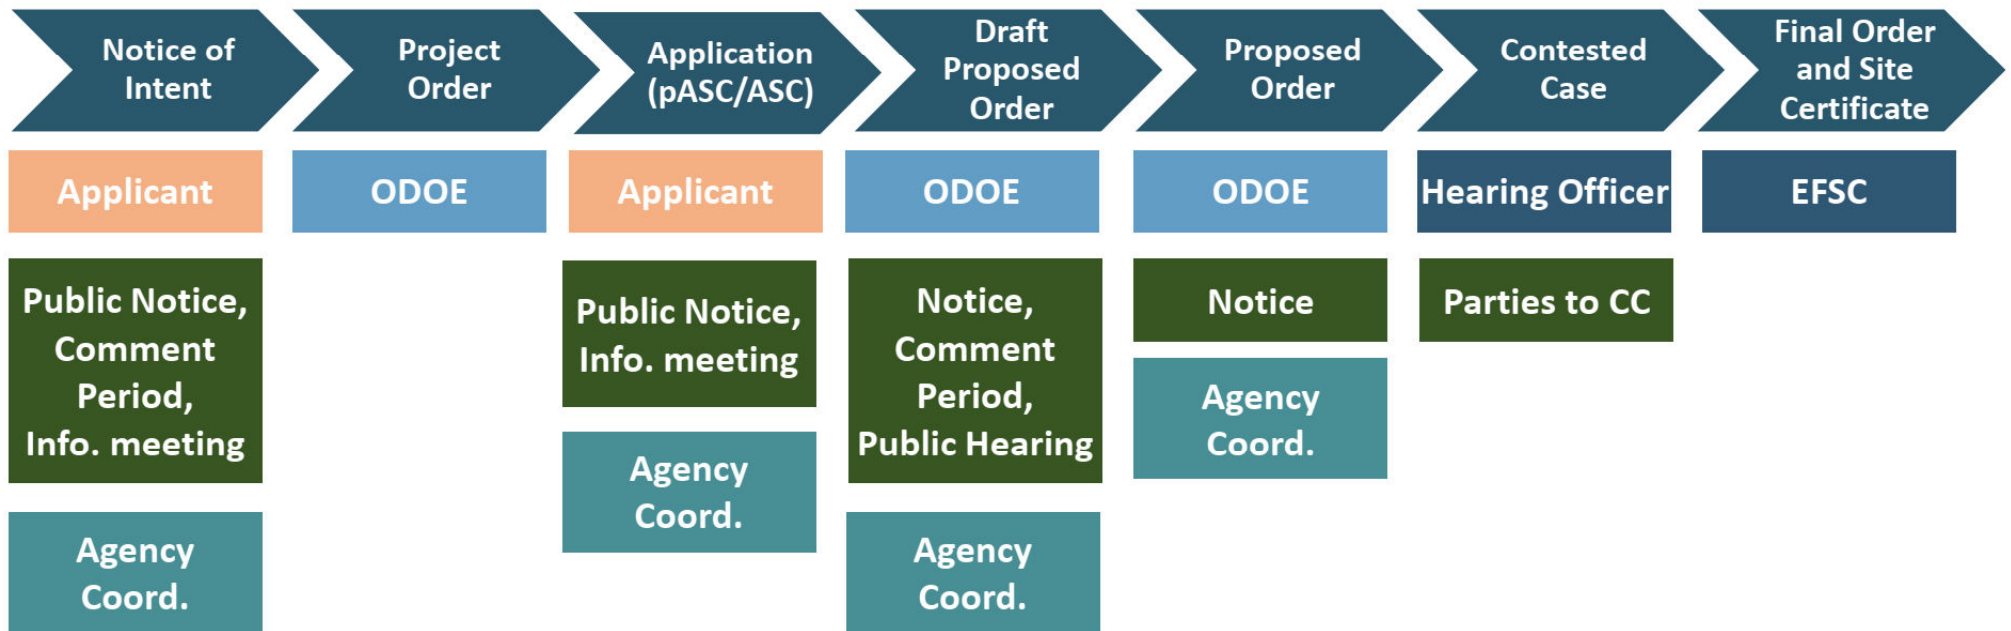 Notice of
Intent
Project
Order
Application
(pASC/ASC)
Draft
Proposed
Order
Proposed
Order
Contested
Case
Final Order
and Site
Certificate
Applicant
ODOE
Applicant
ODOE
ODOE
Hearing Officer
EFSC
Public Notice,
Comment
Period,
Info. meeting
Public Notice,
Info. meeting
Notice,
Comment
Period,
Public Hearing
Notice
Parties to CC
Agency
Coord.
Agency
Coord.
Agency
Coord.
Agency
Coord.